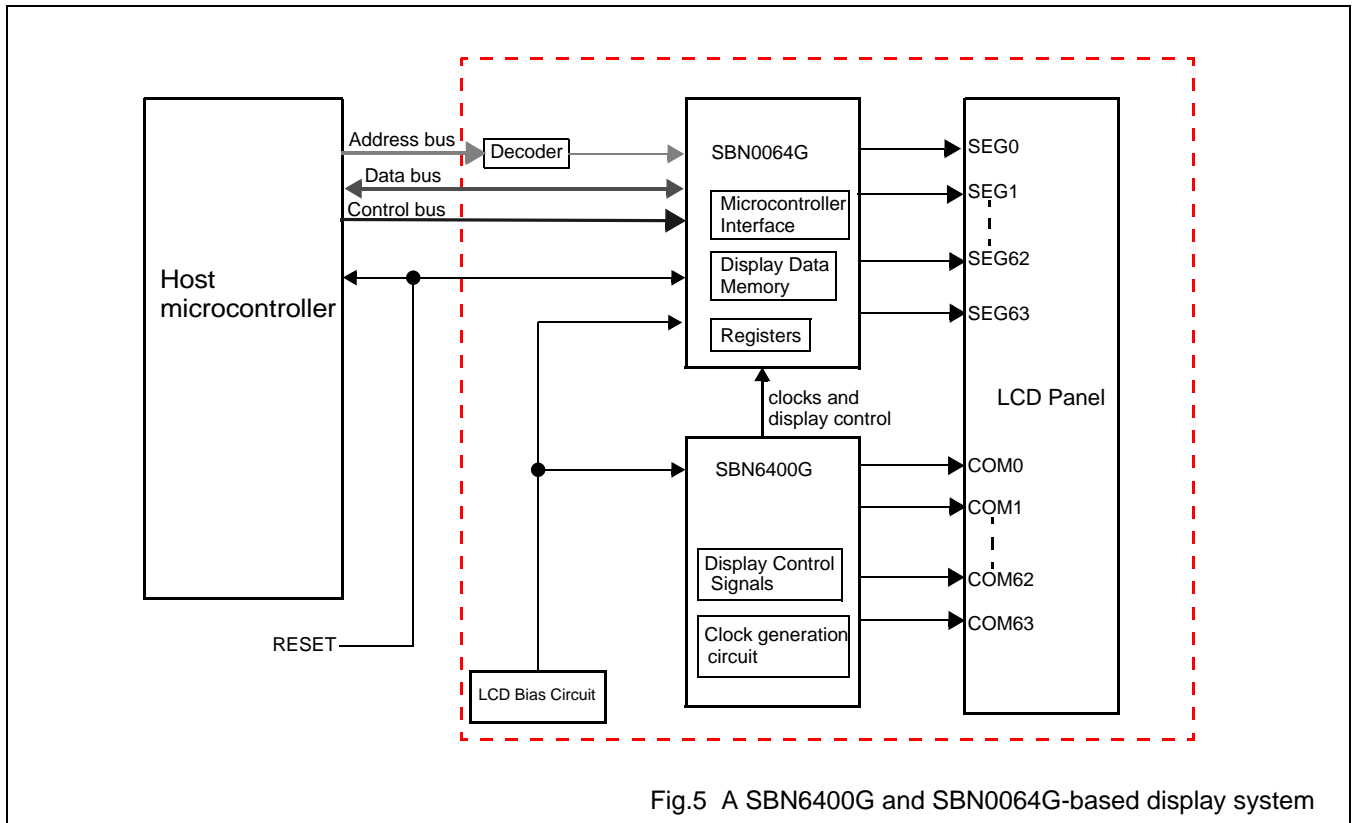 Host
microcontroller
Address bus
Decoder
Data bus
Control bus
RESET
LCD Bias Circuit
SBN0064G
Microcontroller
Interface
Display Data
Memory
Registers
clocks and
display control
SBN6400G
Display Control
Signals
Clock generation
circuit
SEG0
SEG1
SEG62
SEG63
LCD Panel
COM0
COM1
COM62
COM63
Fig.5 A SBN6400G and SBN0064G-based display system